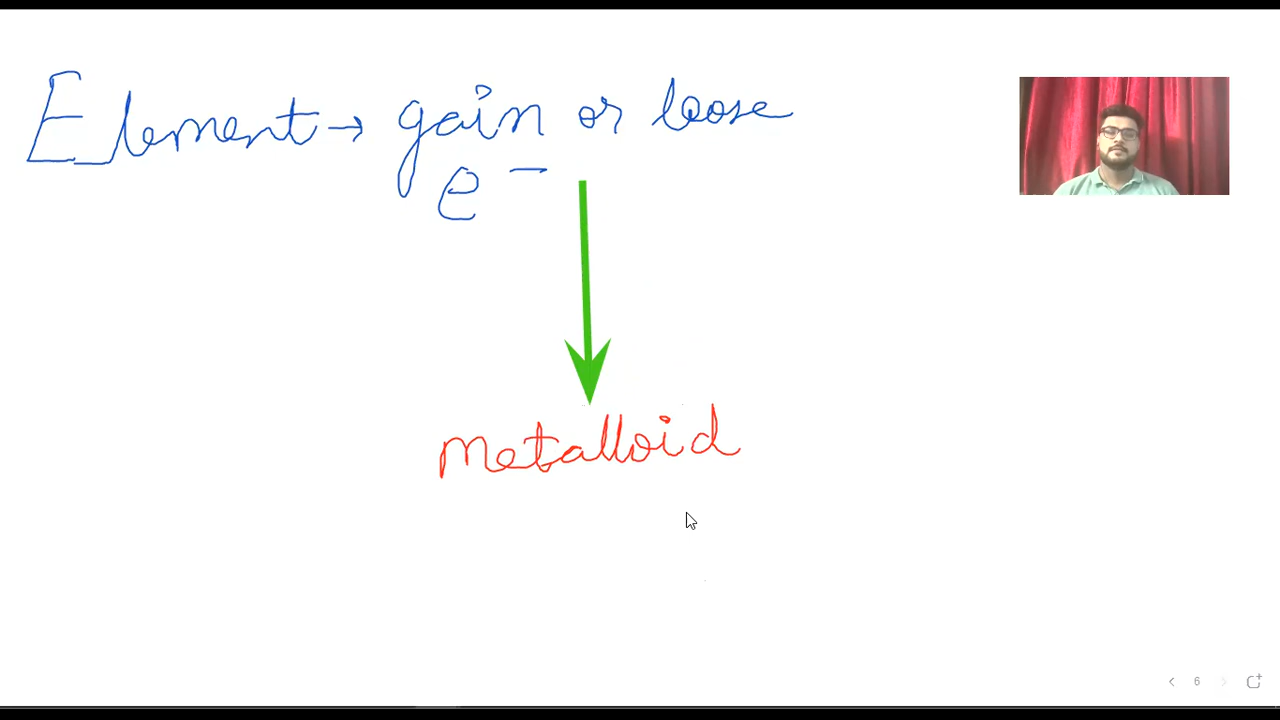 Element → gain or loose
e⁻
metalloid
6